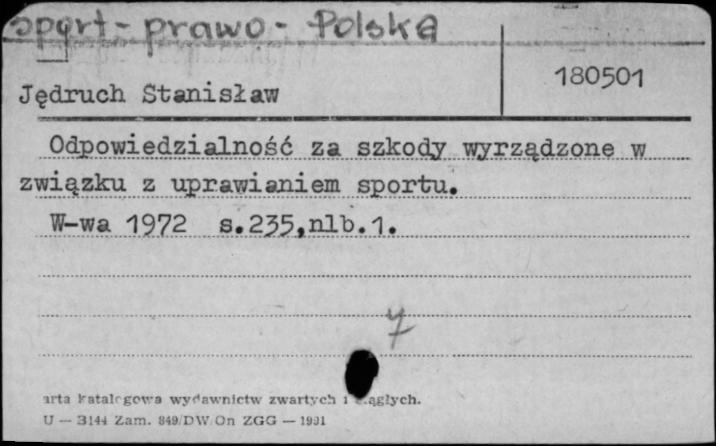 sport - prawo - Polska
180501
Jędruch Stanisław
Odpowiedzialność za szkody wyrządzone w
związku z uprawianiem sportu.
W-wa 1972 s.235,nlb.1.
y
arta katalogowa wydawnictw zwartych i ciągłych.
U — 3144 Zam. 849/DW/On ZGG — 1991